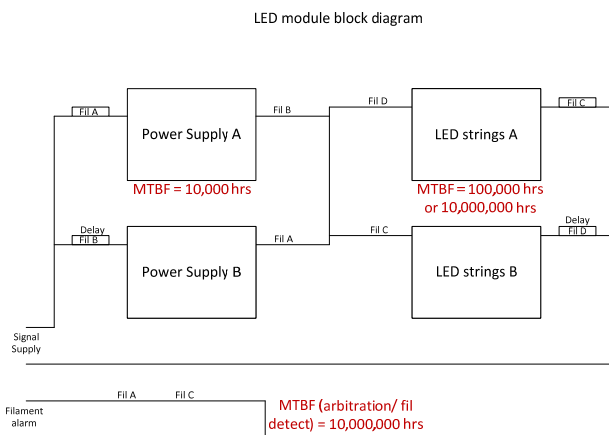 LED module block diagram
Fil A
Power Supply A
Fil B
Fil D
LED strings A
Fil C
MTBF = 10,000 hrs
MTBF = 100,000 hrs
or 10,000,000 hrs
Delay
Fil B
Power Supply B
Fil A
Fil C
LED strings B
Delay
Fil D
Signal
Supply
Fil A
Fil C
Filament
alarm
MTBF (arbitration/ fil
detect) = 10,000,000 hrs